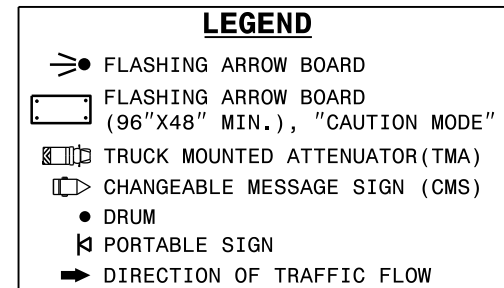 LEGEND
FLASHING ARROW BOARD
FLASHING ARROW BOARD
(96"X48" MIN.), "CAUTION MODE"
TRUCK MOUNTED ATTENUATOR(TMA)
CHANGEABLE MESSAGE SIGN (CMS)
DRUM
PORTABLE SIGN
DIRECTION OF TRAFFIC FLOW